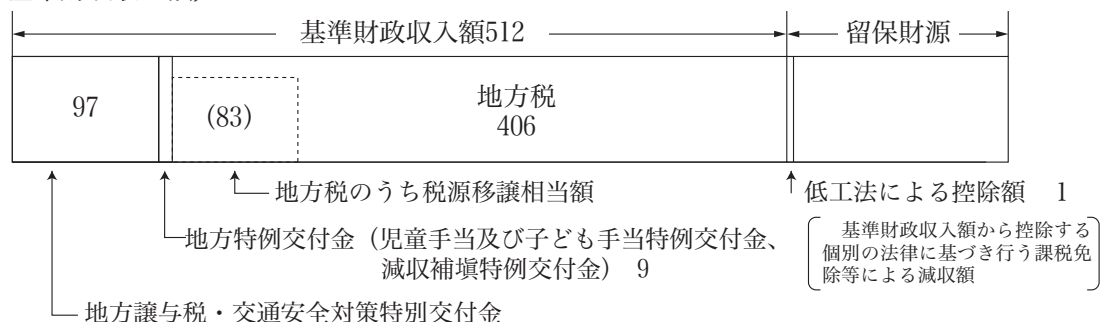 基準財政収入額512
留保財源
97
(83)
地方税
406
地方税のうち税源移譲相当額
低工法による控除額 1
地方特例交付金(児童手当及び子ども手当特例交付金、
減収補塡特例交付金) 9
基準財政収入額から控除する
個別の法律に基づき行う課税免
除等による減収額
地方譲与税・交通安全対策特別交付金